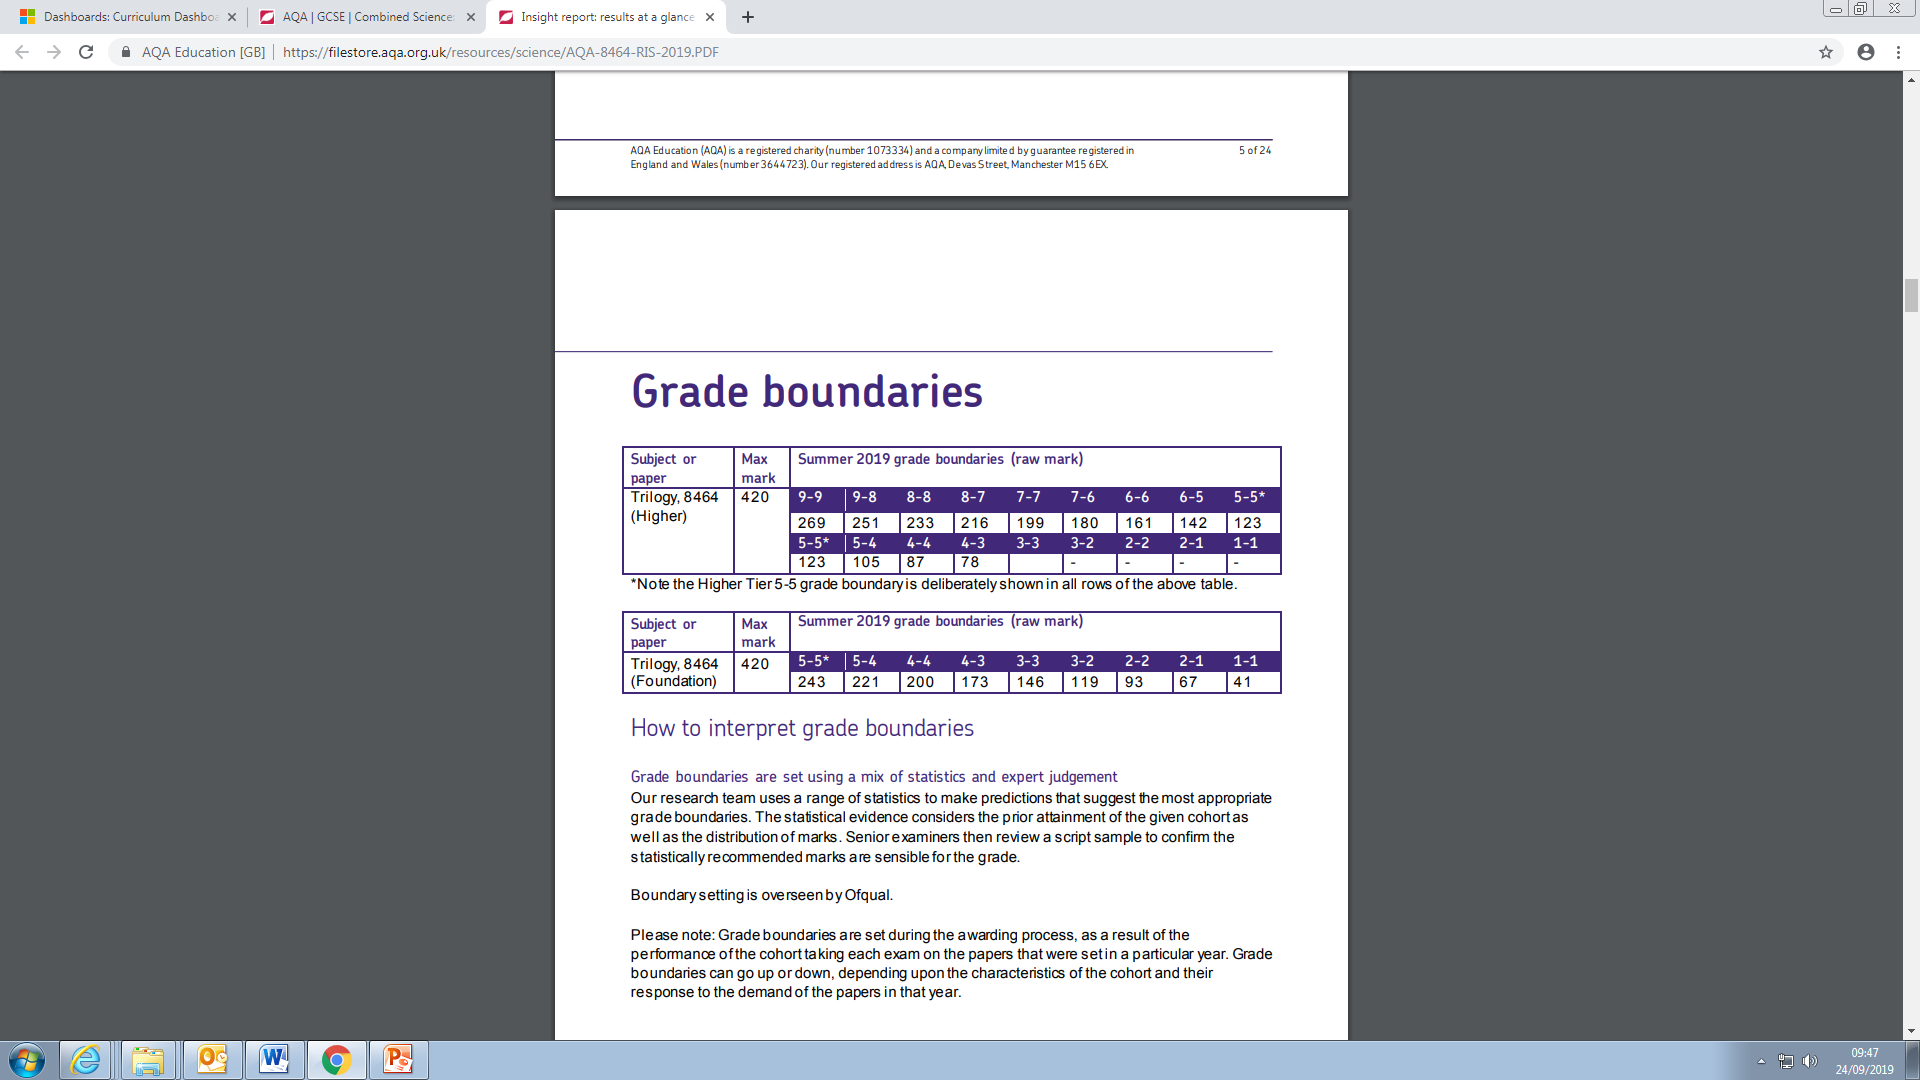 Dashboards: Curriculum Dashbo
AQA | GCSE | Combined Science:
Insight report: results at a glance
AQA Education [GB] | https://filestore.aqa.org.uk/resources/science/AQA-8464-RIS-2019.PDF
AQA Education (AQA) is a registered charity (number 1073334) and a company limited by guarantee registered in
England and Wales (number 3644723). Our registered address is AQA, Devas Street, Manchester M15 6EX.
5 of 24
Grade boundaries
Subject or paper Max mark Summer 2019 grade boundaries (raw mark)
Trilogy, 8464 (Higher) 420 9-9 9-8 8-8 8-7 7-7 7-6 6-6 6-5 5-5*
269 251 233 216 199 180 161 142 123
5-5* 5-4 4-4 4-3 3-3 3-2 2-2 2-1 1-1
123 105 87 78 - - - -
*Note the Higher Tier 5-5 grade boundary is deliberately shown in all rows of the above table.
Subject or paper Max mark Summer 2019 grade boundaries (raw mark)
Trilogy, 8464 (Foundation) 420 5-5* 5-4 4-4 4-3 3-3 3-2 2-2 2-1 1-1
243 221 200 173 146 119 93 67 41
How to interpret grade boundaries
Grade boundaries are set using a mix of statistics and expert judgement
Our research team uses a range of statistics to make predictions that suggest the most appropriate
grade boundaries. The statistical evidence considers the prior attainment of the given cohort as
well as the distribution of marks. Senior examiners then review a script sample to confirm the
statistically recommended marks are sensible for the grade.
Boundary setting is overseen by Ofqual.
Please note: Grade boundaries are set during the awarding process, as a result of the
performance of the cohort taking each exam on the papers that were set in a particular year. Grade
boundaries can go up or down, depending upon the characteristics of the cohort and their
response to the demand of the papers in that year.
09:47
24/09/2019